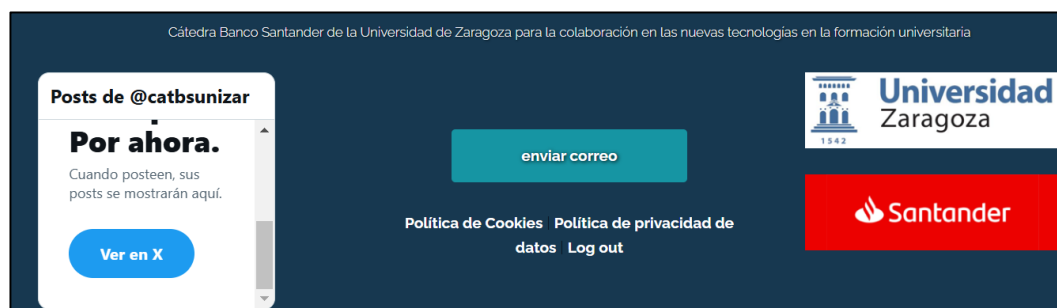 Cátedra Banco Santander de la Universidad de Zaragoza para la colaboración en las nuevas tecnologías en la formación universitaria
Posts de @catbsunizar
Por ahora.
Cuando posteen, sus
posts se mostrarán aquí.
Ver en X
enviar correo
Política de Cookies | Política de privacidad de
datos | Log out
Universidad
Zaragoza
1542
Santander